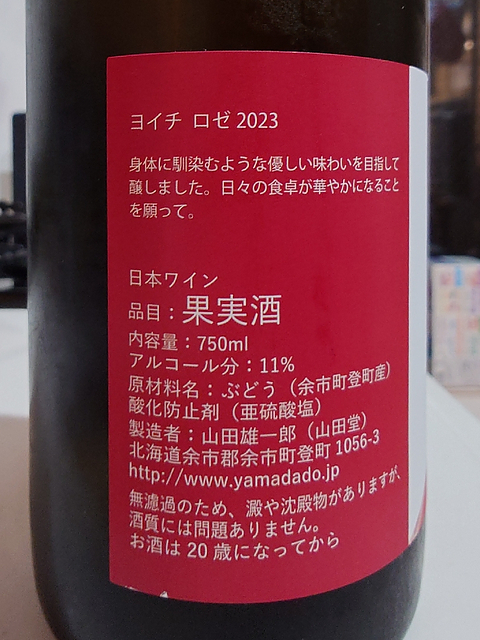 ヨイチ ロゼ 2023
身体に馴染むような優しい味わいを目指して
醸しました。日々の食卓が華やかになること
を願って。
日本ワイン
品目：果実酒
内容量：750ml
アルコール分：11%
原材料名：ぶどう（余市町登町産）
酸化防止剤（亜硫酸塩）
製造者：山田雄一郎（山田堂）
北海道余市郡余市町登町 1056-3
http://www.yamadado.jp
無濾過のため、澱や沈殿物がありますが、
酒質には問題ありません。
お酒は 20 歳になってから